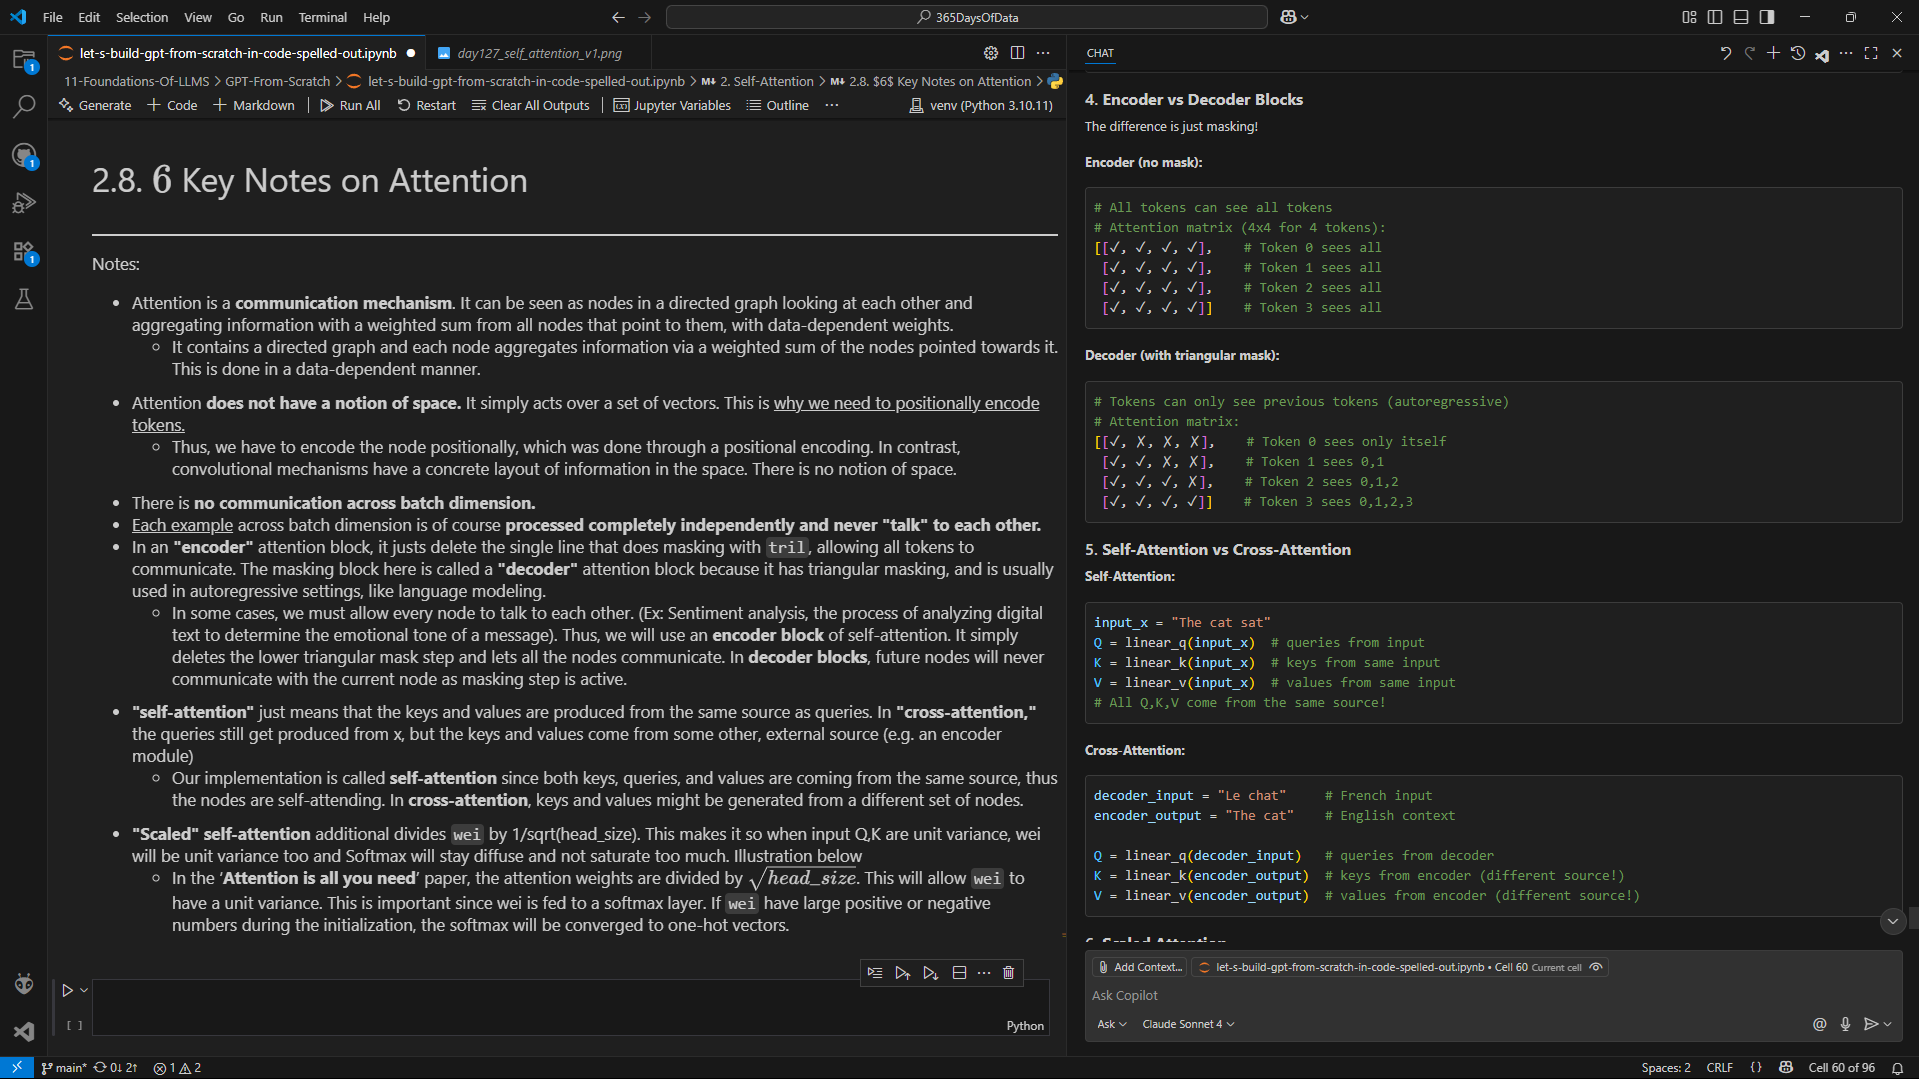 File Edit Selection View Go Run Terminal Help
365DaysOfData
let-s-build-gpt-from-scratch-in-code-spelled-out.ipynb
day127_self_attention_v1.png
11-Foundations-Of-LLMS > GPT-From-Scratch > let-s-build-gpt-from-scratch-in-code-spelled-out.ipynb > M↓ 2. Self-Attention > M↓ 2.8. $6$ Key Notes on Attention >
Generate + Code + Markdown Run All Restart Clear All Outputs Jupyter Variables Outline ··· venv (Python 3.10.11)
2.8. 6 Key Notes on Attention
Notes:
• Attention is a communication mechanism. It can be seen as nodes in a directed graph looking at each other and
aggregating information with a weighted sum from all nodes that point to them, with data-dependent weights.
◦ It contains a directed graph and each node aggregates information via a weighted sum of the nodes pointed towards it.
This is done in a data-dependent manner.
• Attention does not have a notion of space. It simply acts over a set of vectors. This is why we need to positionally encode
tokens.
◦ Thus, we have to encode the node positionally, which was done through a positional encoding. In contrast,
convolutional mechanisms have a concrete layout of information in the space. There is no notion of space.
• There is no communication across batch dimension.
• Each example across batch dimension is of course processed completely independently and never "talk" to each other.
• In an "encoder" attention block, it justs delete the single line that does masking with tril, allowing all tokens to
communicate. The masking block here is called a "decoder" attention block because it has triangular masking, and is usually
used in autoregressive settings, like language modeling.
◦ In some cases, we must allow every node to talk to each other. (Ex: Sentiment analysis, the process of analyzing digital
text to determine the emotional tone of a message). Thus, we will use an encoder block of self-attention. It simply
deletes the lower triangular mask step and lets all the nodes communicate. In decoder blocks, future nodes will never
communicate with the current node as masking step is active.
• "self-attention" just means that the keys and values are produced from the same source as queries. In "cross-attention,"
the queries still get produced from x, but the keys and values come from some other, external source (e.g. an encoder
module)
◦ Our implementation is called self-attention since both keys, queries, and values are coming from the same source, thus
the nodes are self-attending. In cross-attention, keys and values might be generated from a different set of nodes.
• "Scaled" self-attention additional divides wei by 1/sqrt(head_size). This makes it so when input Q,K are unit variance, wei
will be unit variance too and Softmax will stay diffuse and not saturate too much. Illustration below
◦ In the 'Attention is all you need' paper, the attention weights are divided by √head_size. This will allow wei to
have a unit variance. This is important since wei is fed to a softmax layer. If wei have large positive or negative
numbers during the initialization, the softmax will be converged to one-hot vectors.
[ ]
Python
CHAT
4. Encoder vs Decoder Blocks
The difference is just masking!
Encoder (no mask):
# All tokens can see all tokens
# Attention matrix (4x4 for 4 tokens):
[[✓, ✓, ✓, ✓], # Token 0 sees all
[✓, ✓, ✓, ✓], # Token 1 sees all
[✓, ✓, ✓, ✓], # Token 2 sees all
[✓, ✓, ✓, ✓]] # Token 3 sees all
Decoder (with triangular mask):
# Tokens can only see previous tokens (autoregressive)
# Attention matrix:
[[✓, ✗, ✗, ✗], # Token 0 sees only itself
[✓, ✓, ✗, ✗], # Token 1 sees 0,1
[✓, ✓, ✓, ✗], # Token 2 sees 0,1,2
[✓, ✓, ✓, ✓]] # Token 3 sees 0,1,2,3
5. Self-Attention vs Cross-Attention
Self-Attention:
input_x = "The cat sat"
Q = linear_q(input_x) # queries from input
K = linear_k(input_x) # keys from same input
V = linear_v(input_x) # values from same input
# All Q,K,V come from the same source!
Cross-Attention:
decoder_input = "Le chat" # French input
encoder_output = "The cat" # English context
Q = linear_q(decoder_input) # queries from decoder
K = linear_k(encoder_output) # keys from encoder (different source!)
V = linear_v(encoder_output) # values from encoder (different source!)
6. Scaled Attention
Add Context... let-s-build-gpt-from-scratch-in-code-spelled-out.ipynb • Cell 60 Current cell
Ask Copilot
Ask Claude Sonnet 4
main* 0↓ 2↑ 1 2
Spaces: 2 CRLF { } Cell 60 of 96